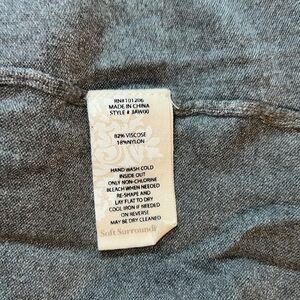 RN#101206
MADE IN CHINA
STYLE # 3AW00
82% VISCOSE
18%NYLON
HAND WASH COLD
INSIDE OUT
ONLY NON-CHLORINE
BLEACH WHEN NEEDED
RE-SHAPE AND
LAY FLAT TO DRY
COOL IRON IF NEEDED
ON REVERSE
MAY BE DRY CLEANED
Soft Surroundings